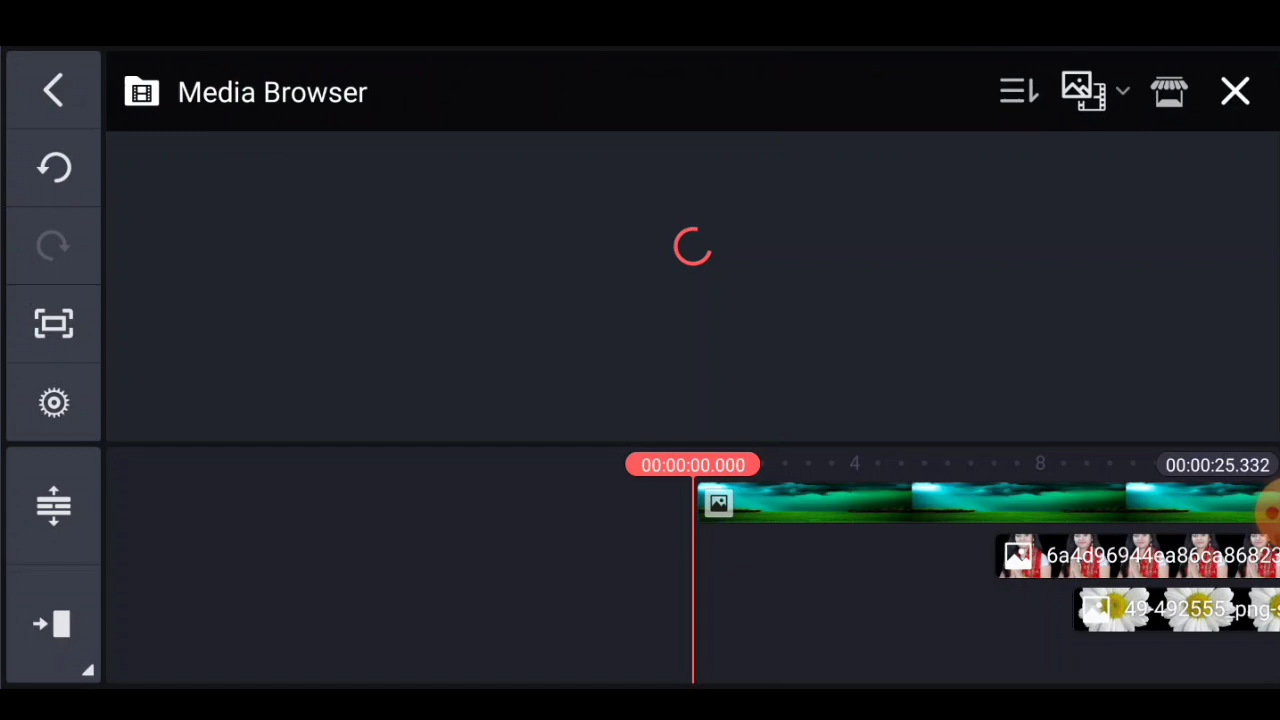 Media Browser
00:00:00.000
4
8
00:00:25.332
6a4d96944ea86ca86823
49-492555_png-s